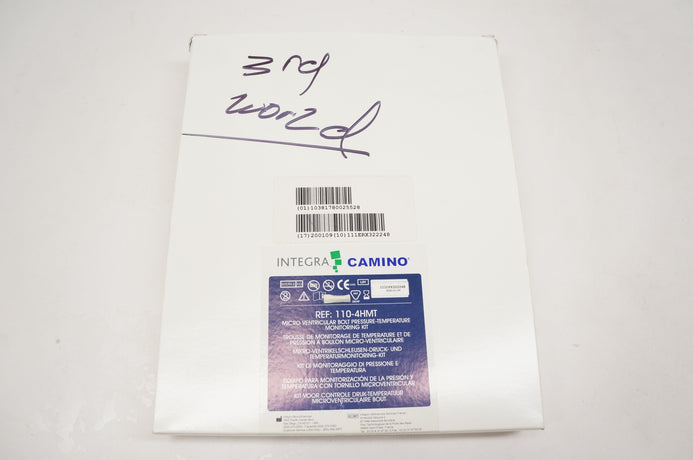 3rd
world
(01)10381780025528
(17)200109(10)111ERX322248
INTEGRA CAMINO®
REF: 110-4HMT
MICRO-VENTRICULAR BOLT PRESSURE-TEMPERATURE
MONITORING KIT
TROUSSE DE MONITORAGE DE TEMPERATURE ET DE
PRESSION A BOULON MICRO-VENTRICULAIRE
MICRO-VENTRIKELSCHLEUSEN-DRUCK- UND
TEMPERATURMONITORING-KIT
KIT DI MONITORAGGIO DI PRESSIONE E
TEMPERATURA
EQUIPO PARA MONITORIZACIÓN DE LA PRESIÓN Y
TEMPERATURA CON TORNILLO MICROVENTRICULAR
KIT VOOR CONTROLE DRUK-TEMPERATUUR
MICROVENTRICULAIRE BOUT